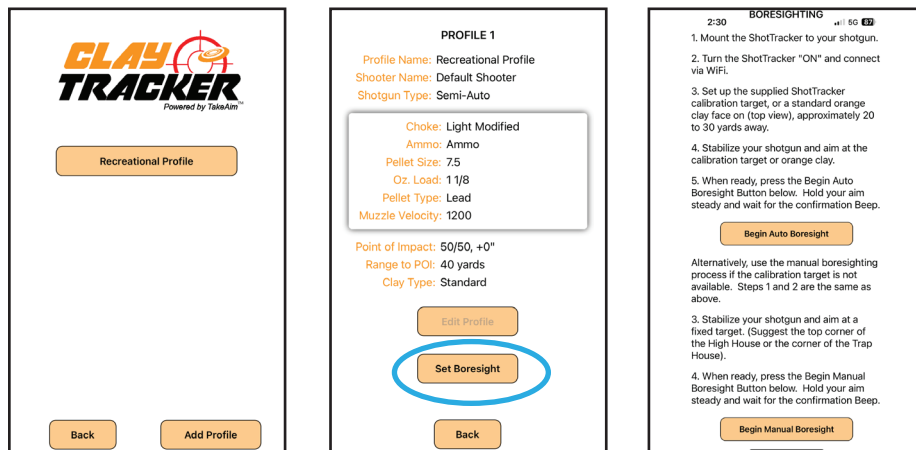 CLAY
TRACKER
Powered by TakeAim™
Recreational Profile
Back
Add Profile
PROFILE 1
Profile Name: Recreational Profile
Shooter Name: Default Shooter
Shotgun Type: Semi-Auto
Choke: Light Modified
Ammo: Ammo
Pellet Size: 7.5
Oz. Load: 1 1/8
Pellet Type: Lead
Muzzle Velocity: 1200
Point of Impact: 50/50, +0"
Range to POI: 40 yards
Clay Type: Standard
Edit Profile
Set Boresight
Back
BORESIGHTING
2:30
5G 87
1. Mount the ShotTracker to your shotgun.
2. Turn the ShotTracker "ON" and connect
via WiFi.
3. Set up the supplied ShotTracker
calibration target, or a standard orange
clay face on (top view), approximately 20
to 30 yards away.
4. Stabilize your shotgun and aim at the
calibration target or orange clay.
5. When ready, press the Begin Auto
Boresight Button below. Hold your aim
steady and wait for the confirmation Beep.
Begin Auto Boresight
Alternatively, use the manual boresighting
process if the calibration target is not
available. Steps 1 and 2 are the same as
above.
3. Stabilize your shotgun and aim at a
fixed target. (Suggest the top corner of
the High House or the corner of the Trap
House).
4. When ready, press the Begin Manual
Boresight Button below. Hold your aim
steady and wait for the confirmation Beep.
Begin Manual Boresight